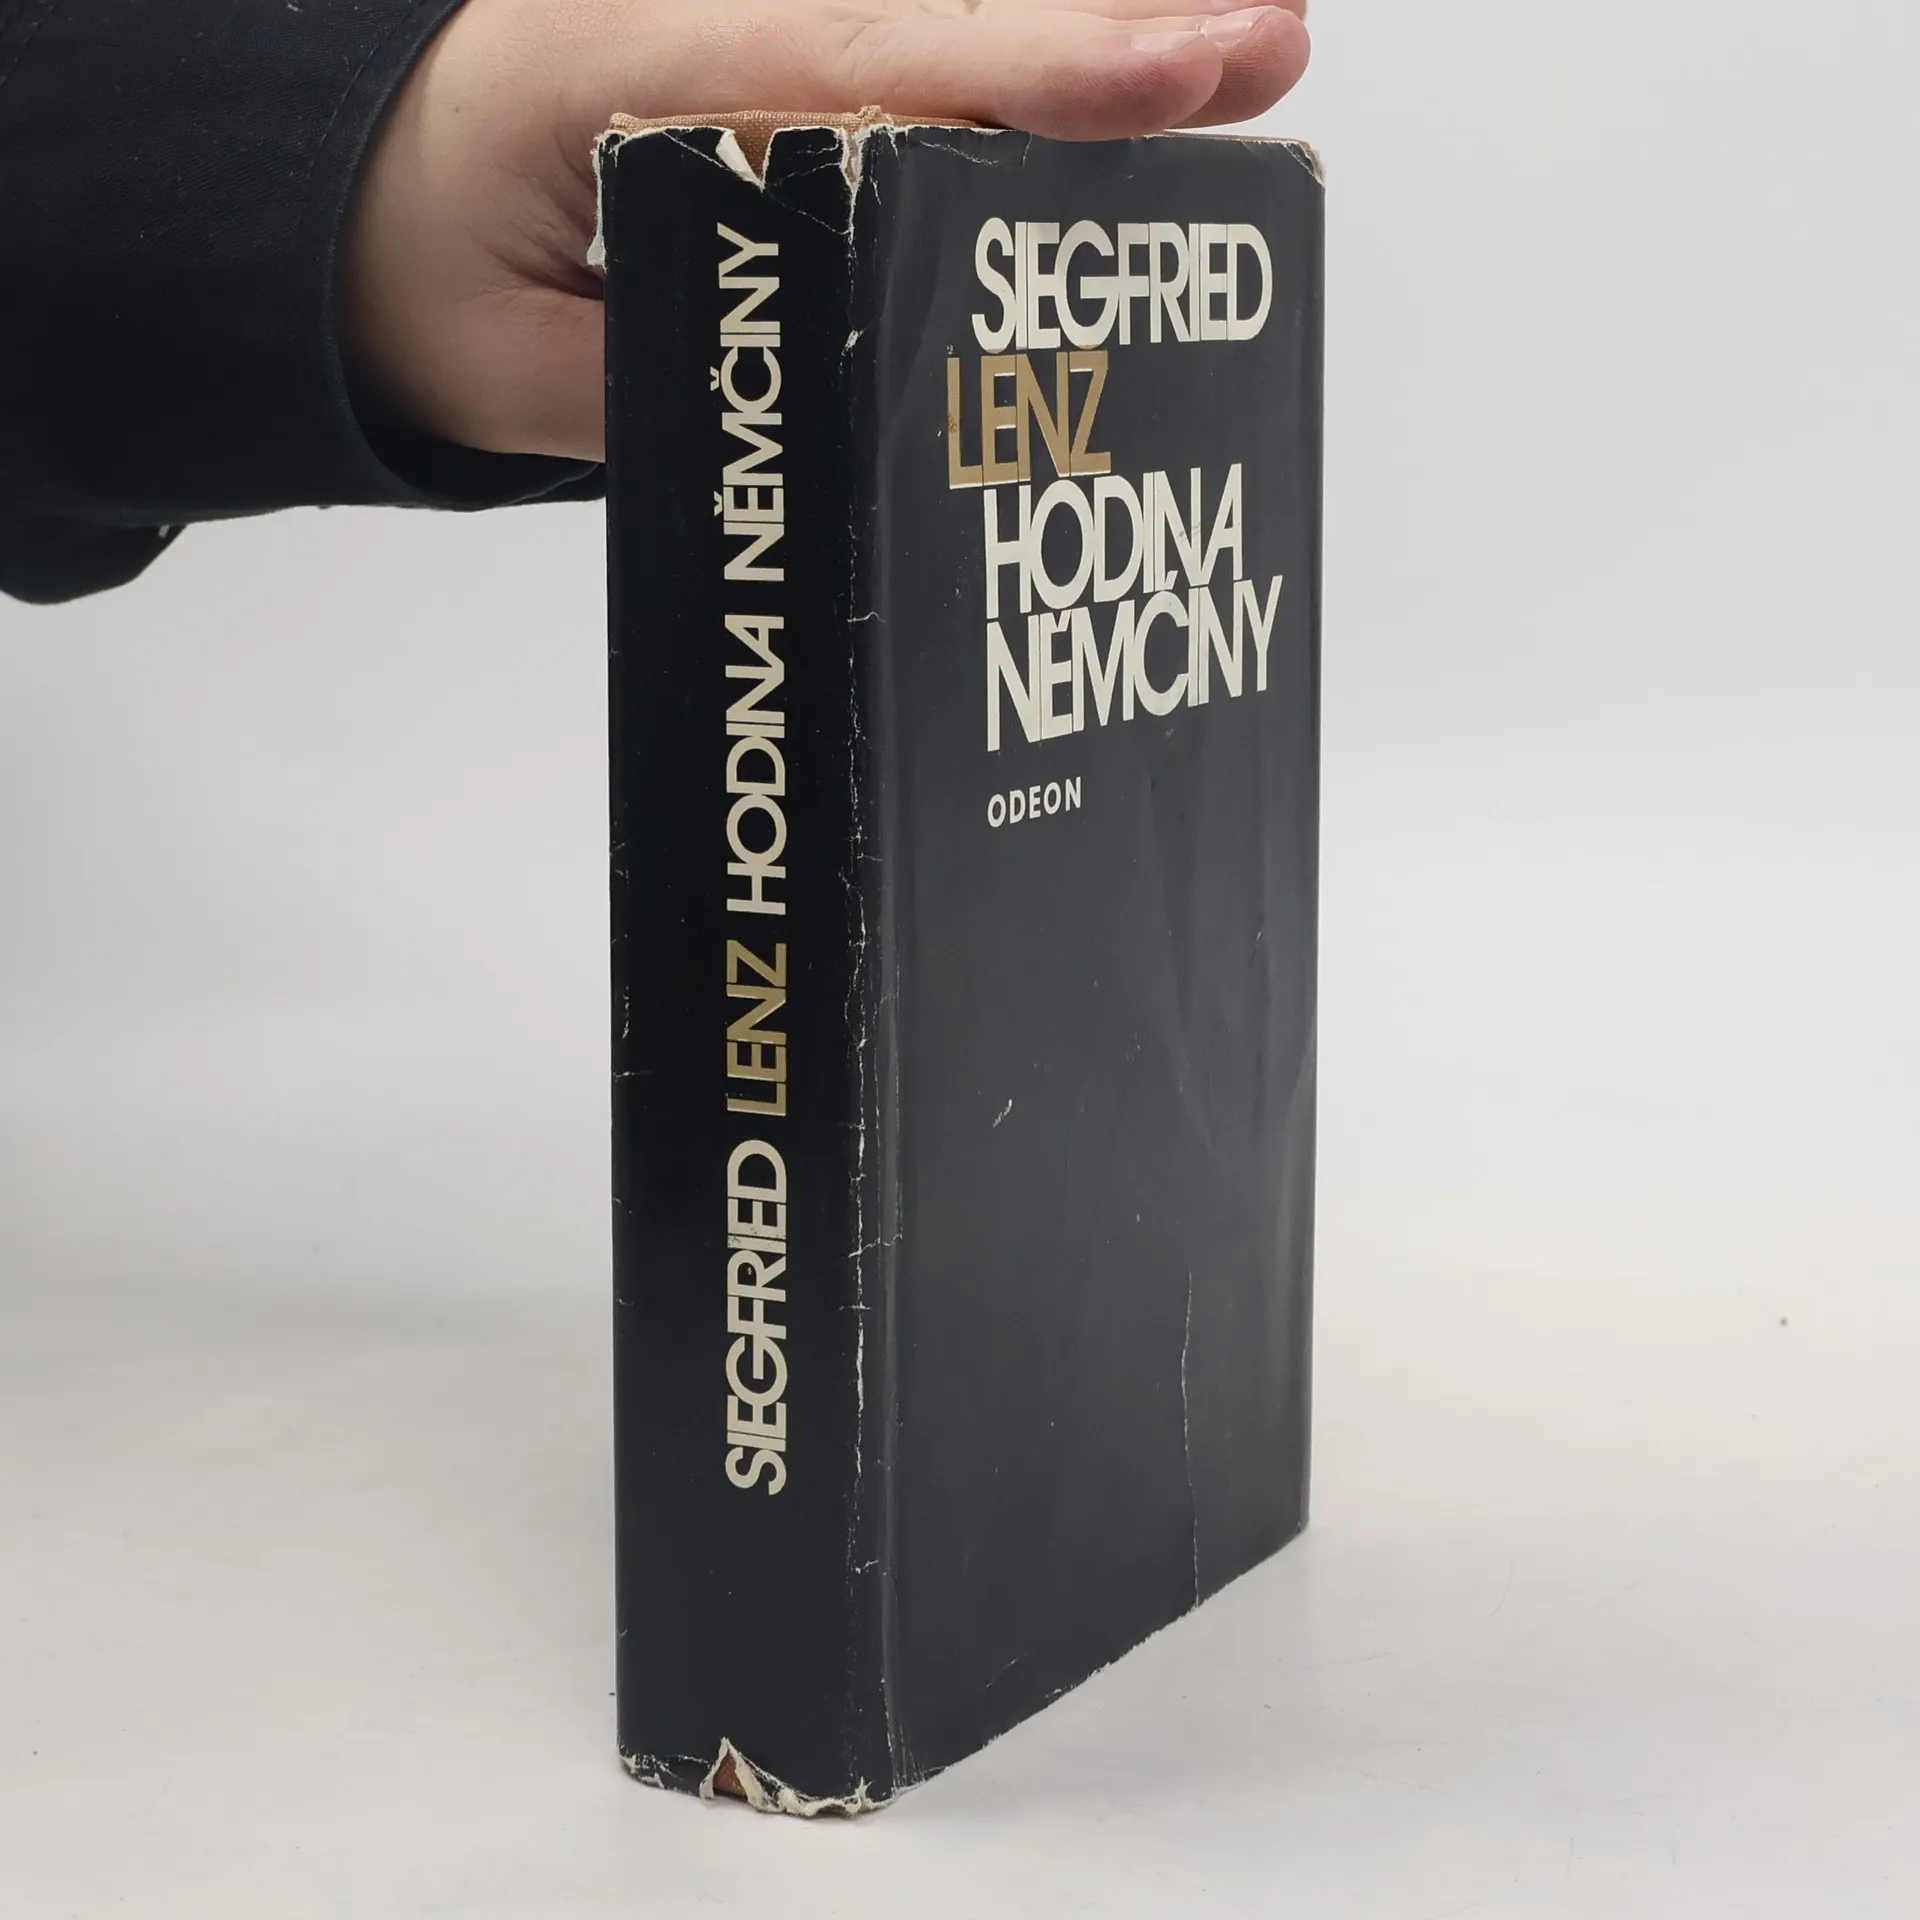 SIEGFRIED LENZ HODINA NĚMČINY
SIEGFRIED
LENZ
HODINA
NĚMČINY
ODEON